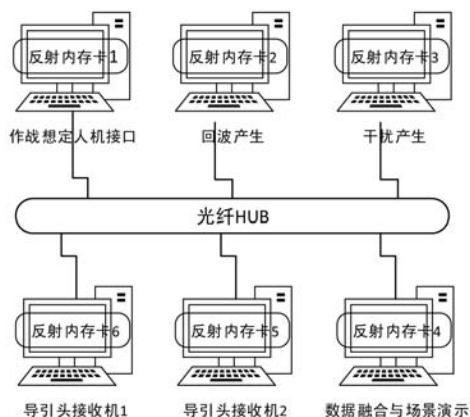 反射内存卡1
反射内存卡2
反射内存卡3
作战想定人机接口
回波产生
干扰产生
光纤HUB
反射内存卡6
反射内存卡5
反射内存卡4
导引头接收机1
导引头接收机2
数据融合与场景演示